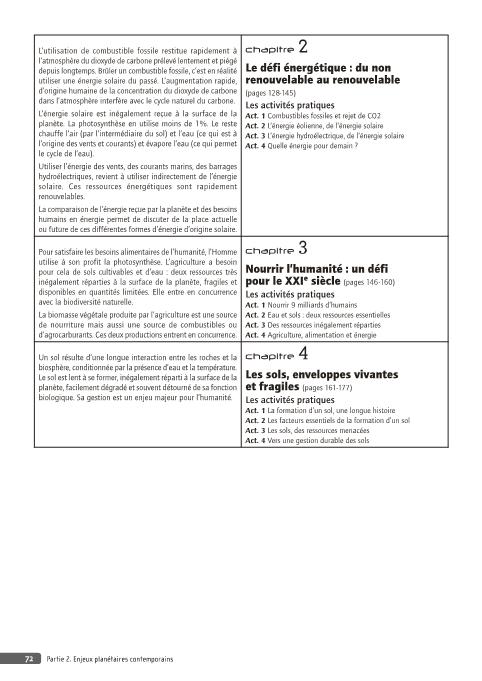 L'utilisation de combustible fossile restitue rapidement à
l'atmosphère du dioxyde de carbone prélevé lentement et piégé
depuis longtemps. Brûler un combustible fossile, c'est en réalité
utiliser une énergie solaire du passé. L'augmentation rapide,
d'origine humaine de la concentration du dioxyde de carbone
dans l'atmosphère interfère avec le cycle naturel du carbone.
L'énergie solaire est inégalement reçue à la surface de la
planète. La photosynthèse en utilise moins de 1%. Le reste
chauffe l'air (par l'intermédiaire du sol) et l'eau (ce qui est à
l'origine des vents et courants) et évapore l'eau (ce qui permet
le cycle de l'eau).
Utiliser l'énergie des vents, des courants marins, des barrages
hydroélectriques, revient à utiliser indirectement de l'énergie
solaire. Ces ressources énergétiques sont rapidement
renouvelables.
La comparaison de l'énergie reçue par la planète et des besoins
humains en énergie permet de discuter de la place actuelle
ou future de ces différentes formes d'énergie d'origine solaire.
chapitre 2
Le défi énergétique : du non
renouvelable au renouvelable
(pages 128-145)
Les activités pratiques
Act. 1 Combustibles fossiles et rejet de CO2
Act. 2 L'énergie éolienne, de l'énergie solaire
Act. 3 L'énergie hydroélectrique, de l'énergie solaire
Act. 4 Quelle énergie pour demain ?
Pour satisfaire les besoins alimentaires de l'humanité, l'Homme
utilise à son profit la photosynthèse. L'agriculture a besoin
pour cela de sols cultivables et d'eau : deux ressources très
inégalement réparties à la surface de la planète, fragiles et
disponibles en quantités limitées. Elle entre en concurrence
avec la biodiversité naturelle.
La biomasse végétale produite par l'agriculture est une source
de nourriture mais aussi une source de combustibles ou
d'agrocarburants. Ces deux productions entrent en concurrence.
chapitre 3
Nourrir l'humanité : un défi
pour le XXIe siècle (pages 146-160)
Les activités pratiques
Act. 1 Nourrir 9 milliards d'humains
Act. 2 Eau et sols : deux ressources essentielles
Act. 3 Des ressources inégalement réparties
Act. 4 Agriculture, alimentation et énergie
Un sol résulte d'une longue interaction entre les roches et la
biosphère, conditionnée par la présence d'eau et la température.
Le sol est lent à se former, inégalement réparti à la surface de la
planète, facilement dégradé et souvent détourné de sa fonction
biologique. Sa gestion est un enjeu majeur pour l'humanité.
chapitre 4
Les sols, enveloppes vivantes
et fragiles (pages 161-177)
Les activités pratiques
Act. 1 La formation d'un sol, une longue histoire
Act. 2 Les facteurs essentiels de la formation d'un sol
Act. 3 Les sols, des ressources menacées
Act. 4 Vers une gestion durable des sols
72 Partie 2. Enjeux planétaires contemporains